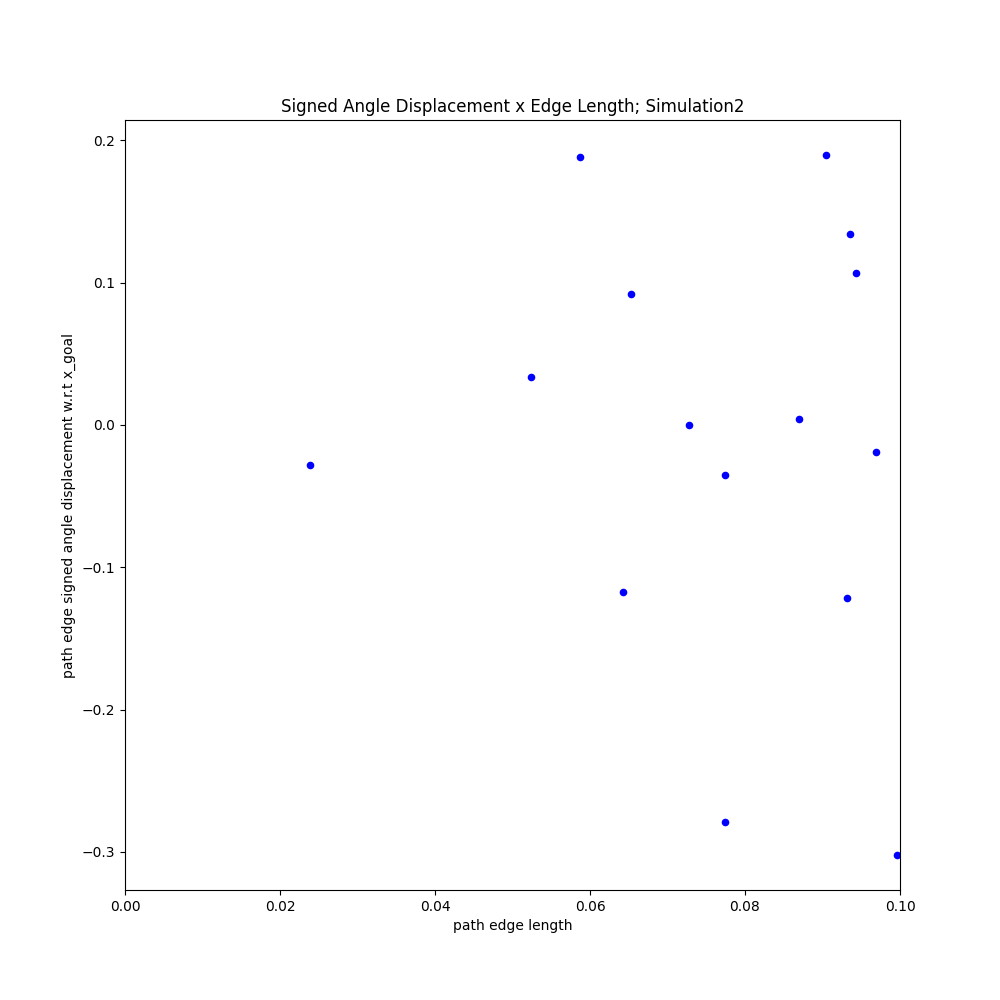 Signed Angle Displacement x Edge Length; Simulation2
0.2
0.1
0.0
−0.1
−0.2
−0.3
path edge signed angle displacement w.r.t x_goal
0.00 0.02 0.04 0.06 0.08 0.10
path edge length